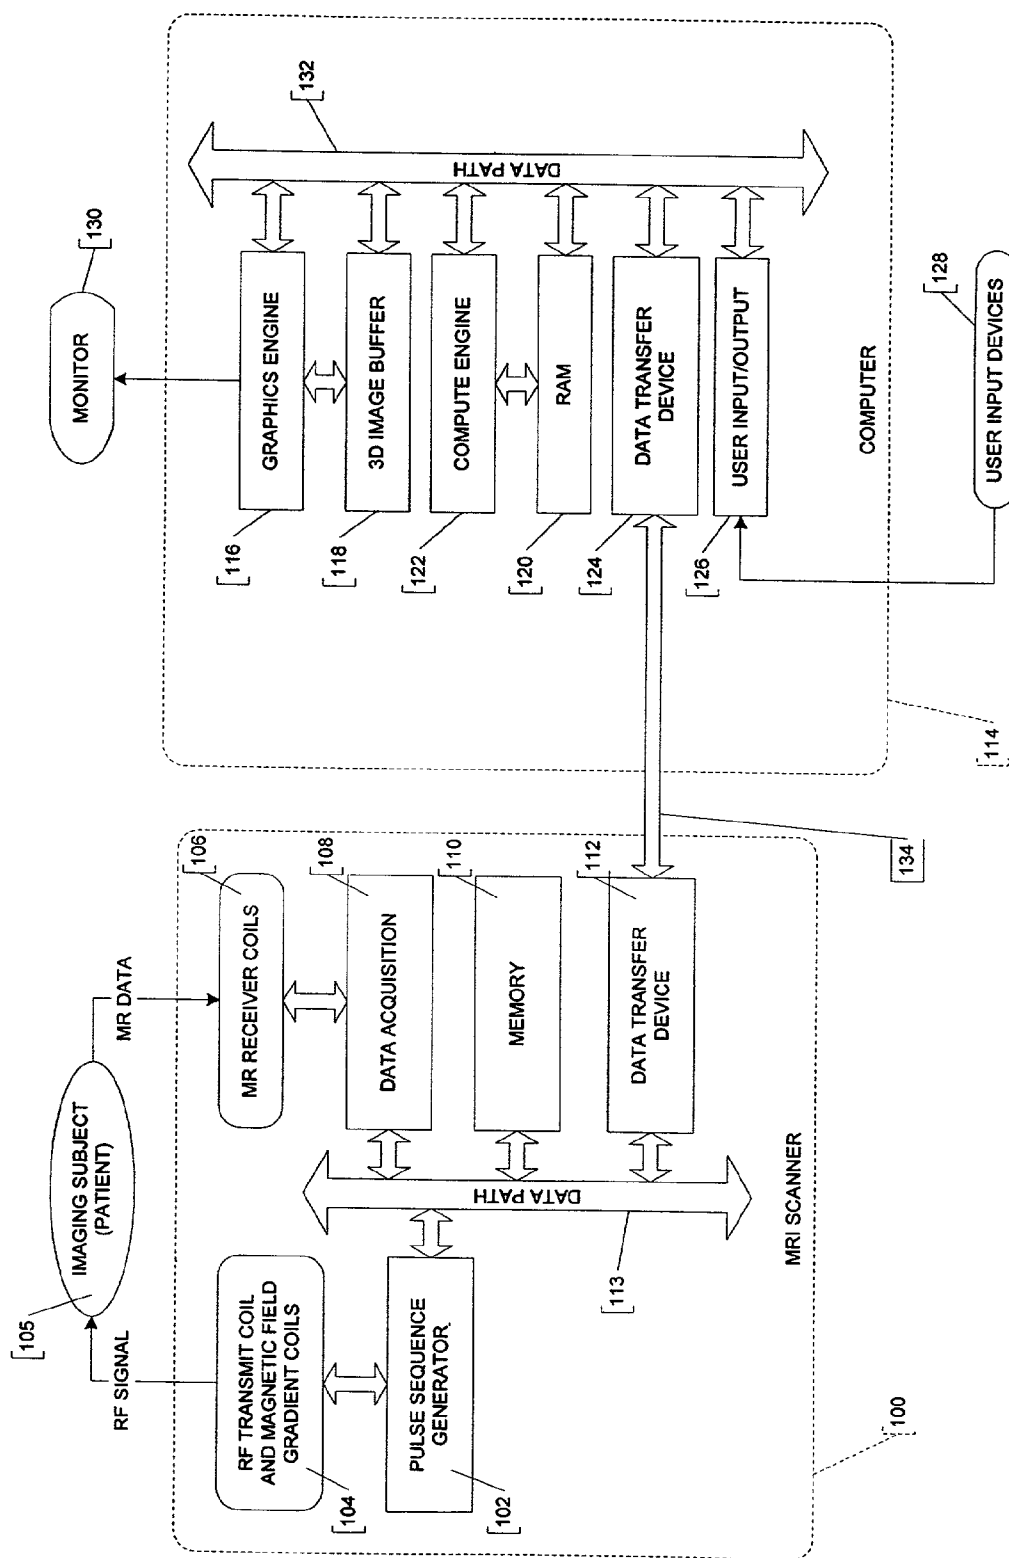 IMAGING SUBJECT
(PATIENT)
105
RF SIGNAL
MR DATA
RF TRANSMIT COIL
AND MAGNETIC FIELD
GRADIENT COILS
104
MR RECEIVER COILS
106
PULSE SEQUENCE
GENERATOR
102
DATA PATH
113
DATA ACQUISITION
108
MEMORY
110
DATA TRANSFER
DEVICE
112
MRI SCANNER
100
134
MONITOR
130
GRAPHICS ENGINE
116
3D IMAGE BUFFER
118
COMPUTE ENGINE
122
RAM
120
DATA TRANSFER
DEVICE
124
USER INPUT/OUTPUT
126
DATA PATH
132
COMPUTER
114
USER INPUT DEVICES
128